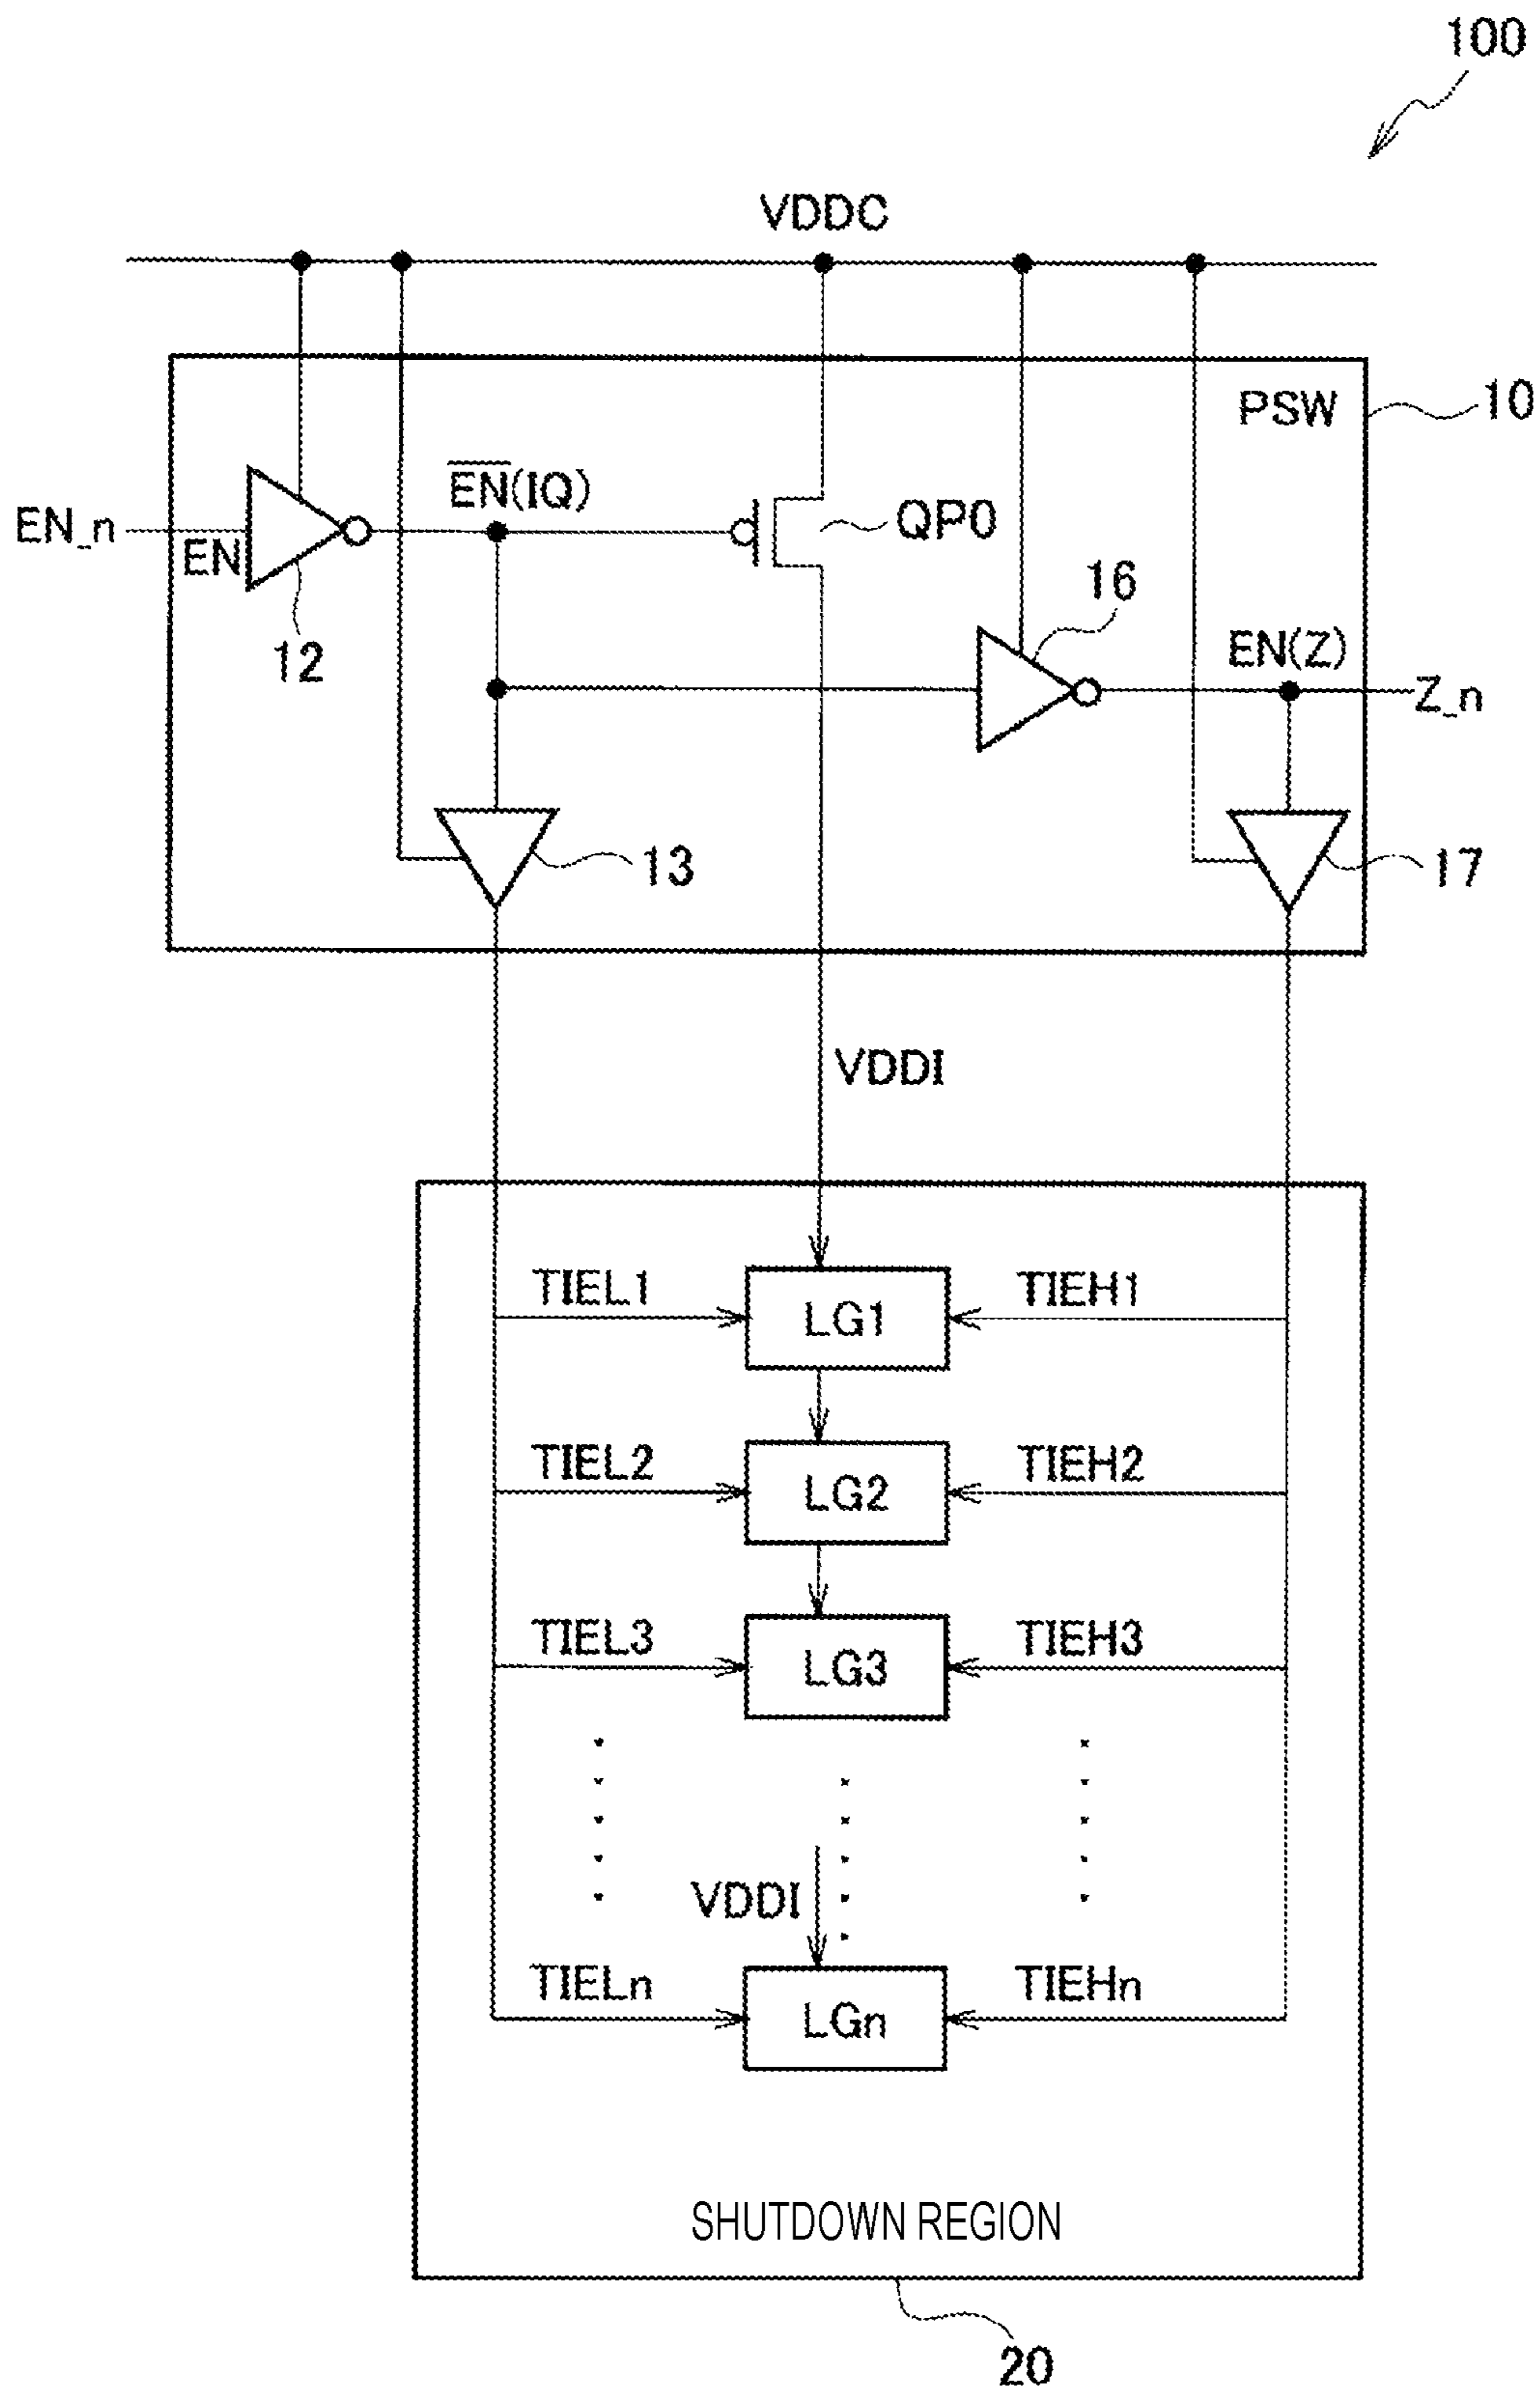 100
VDDC
PSW
10
EN_n
EN
E̅N̅(IQ)
QP0
12
16
EN(Z)
Z_n
13
17
VDDI
TIEL1
LG1
TIEH1
TIEL2
LG2
TIEH2
TIEL3
LG3
TIEH3
VDDI
TIELn
LGn
TIEHn
SHUTDOWN REGION
20